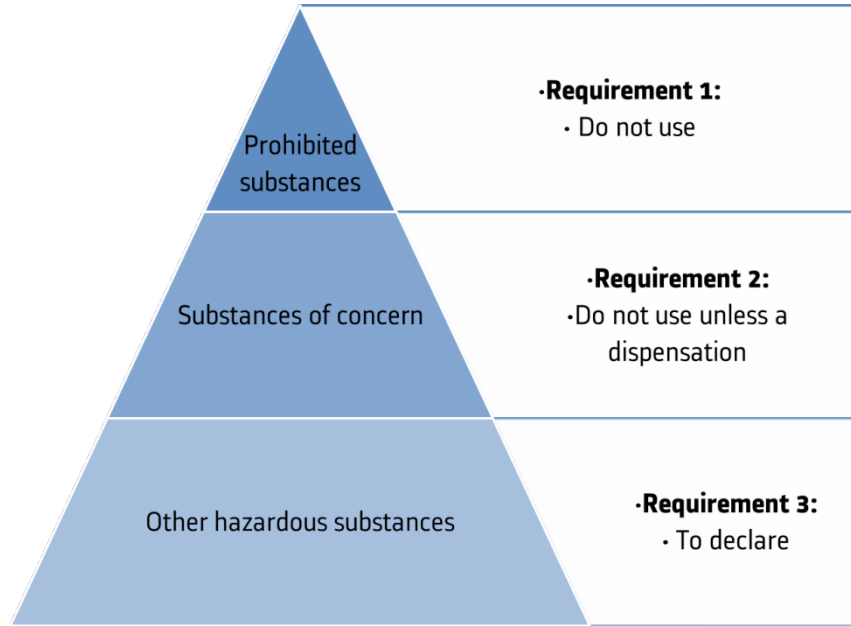 Prohibited
substances
·Requirement 1:
· Do not use
Substances of concern
·Requirement 2:
·Do not use unless a
dispensation
Other hazardous substances
·Requirement 3:
· To declare